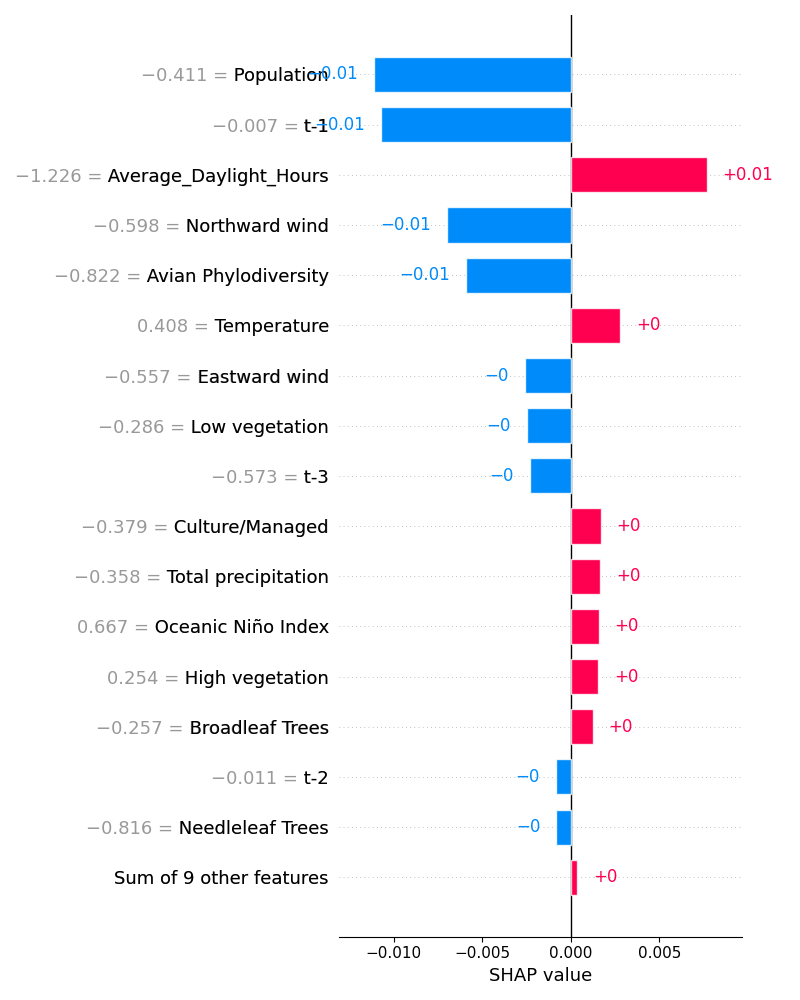 −0.411 = Population −0.01
−0.007 = t-1 −0.01
−1.226 = Average_Daylight_Hours +0.01
−0.598 = Northward wind −0.01
−0.822 = Avian Phylodiversity −0.01
0.408 = Temperature +0
−0.557 = Eastward wind −0
−0.286 = Low vegetation −0
−0.573 = t-3 −0
−0.379 = Culture/Managed +0
−0.358 = Total precipitation +0
0.667 = Oceanic Niño Index +0
0.254 = High vegetation +0
−0.257 = Broadleaf Trees +0
−0.011 = t-2 −0
−0.816 = Needleleaf Trees −0
Sum of 9 other features +0
−0.010 −0.005 0.000 0.005
SHAP value